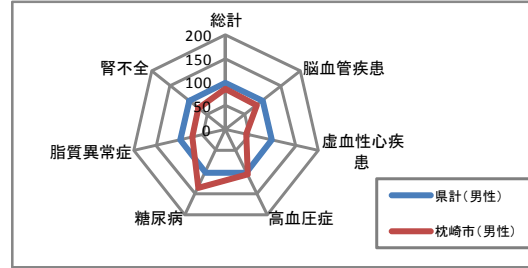 総計
200
150
100
50
0
脳血管疾患
虚血性心疾
患
高血圧症
糖尿病
脂質異常症
腎不全
県計(男性)
枕崎市(男性)